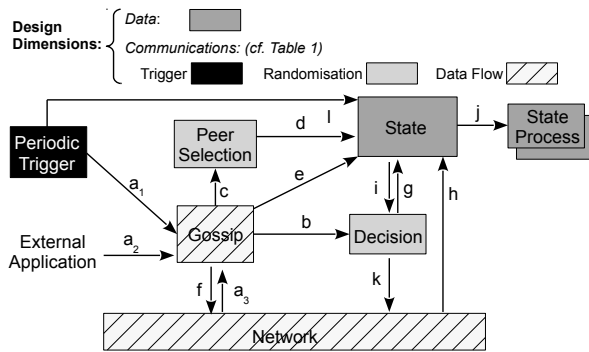 Design
Dimensions:
Data:
Communications: (cf. Table 1)
Trigger
Randomisation
Data Flow
l
Periodic
Trigger
Peer
Selection
d
State
j
State
Process
a1
c
e
i
g
h
External
Application
a2
Gossip
b
Decision
f
a3
k
Network